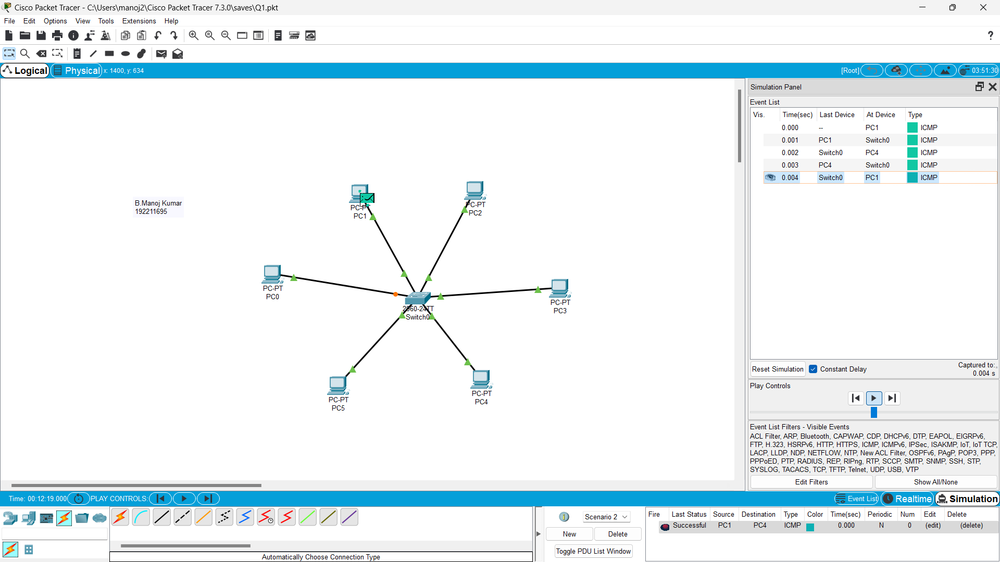 Cisco Packet Tracer - C:\Users\manoj2\Cisco Packet Tracer 7.3.0\saves\Q1.pkt
File Edit Options View Tools Extensions Help
Logical Physical x: 1400, y: 634 [Root] 03:51:30
Simulation Panel
Event List
Vis. Time(sec) Last Device At Device Type
0.000 -- PC1 ICMP
0.001 PC1 Switch0 ICMP
0.002 Switch0 PC4 ICMP
0.003 PC4 Switch0 ICMP
0.004 Switch0 PC1 ICMP
B.Manoj Kumar
192211695
PC-P
PC1
PC-PT
PC2
PC-PT
PC0
PC-PT
PC3
2960-24TT
Switch0
PC-PT
PC5
PC-PT
PC4
Reset Simulation Constant Delay Captured to:
0.004 s
Play Controls
Event List Filters - Visible Events
ACL Filter, ARP, Bluetooth, CAPWAP, CDP, DHCPv6, DTP, EAPOL, EIGRPv6,
FTP, H.323, HSRPv6, HTTP, HTTPS, ICMP, ICMPv6, IPSec, ISAKMP, IoT, IoT TCP,
LACP, LLDP, NDP, NETFLOW, NTP, New ACL Filter, OSPFv6, PAgP, POP3, PPP,
PPPoED, PTP, RADIUS, REP, RIPng, RTP, SCCP, SMTP, SNMP, SSH, STP,
SYSLOG, TACACS, TCP, TFTP, Telnet, UDP, USB, VTP
Edit Filters Show All/None
Time: 00:12:19.000 PLAY CONTROLS: Event List Realtime Simulation
Scenario 2
New Delete
Toggle PDU List Window
Fire Last Status Source Destination Type Color Time(sec) Periodic Num Edit Delete
Successful PC1 PC4 ICMP 0.000 N 0 (edit) (delete)
Automatically Choose Connection Type